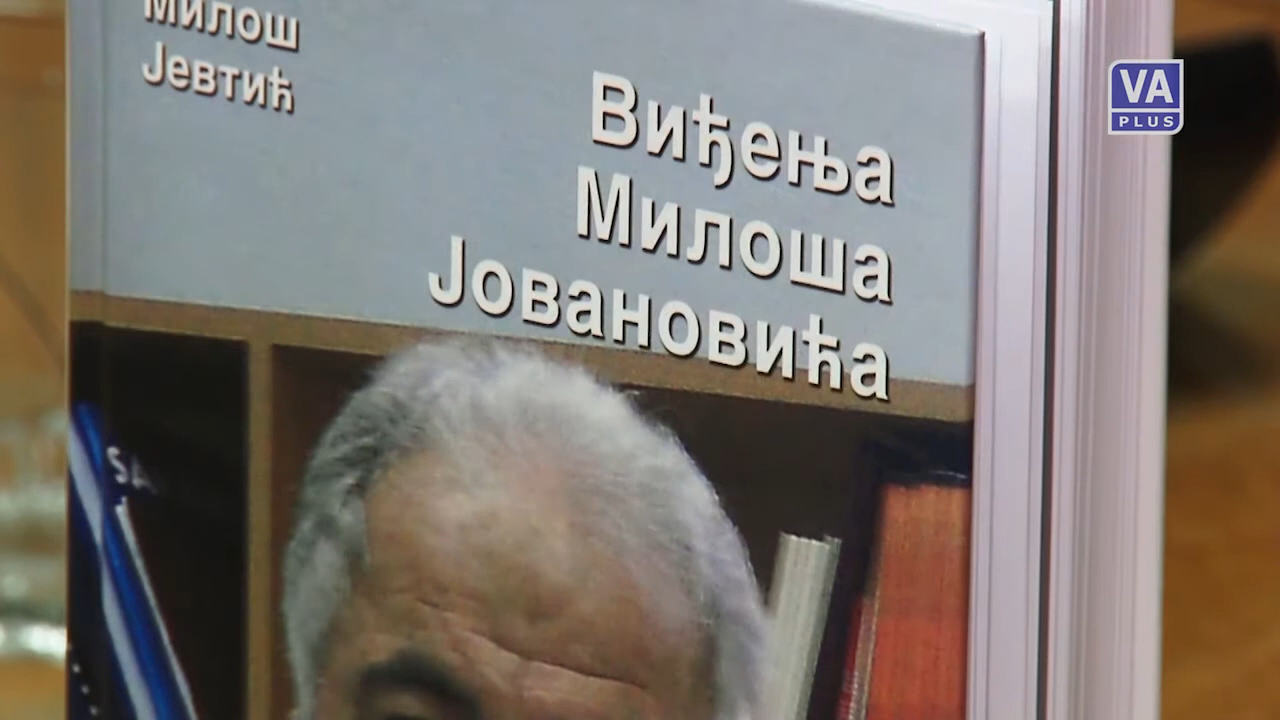 Милош
Јевтић
Виђења
Милоша
Јовановића
VA
PLUS